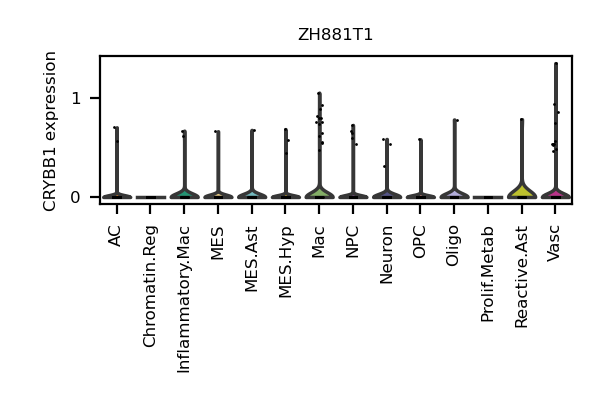 ZH881T1
CRYBB1 expression
1
0
AC
Chromatin.Reg
Inflammatory.Mac
MES
MES.Ast
MES.Hyp
Mac
NPC
Neuron
OPC
Oligo
Prolif.Metab
Reactive.Ast
Vasc